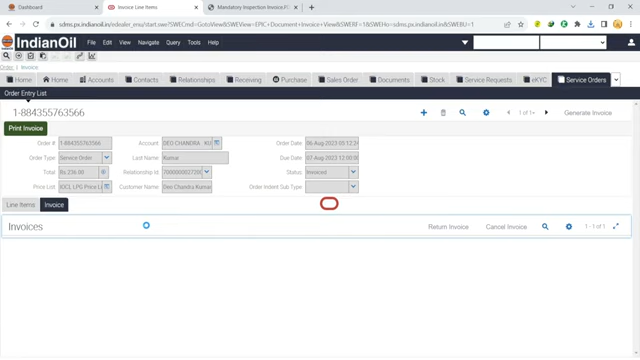 Dashboard
Invoice Line Items
Mandatory Inspection Invoice.PD
sdms.px.indianoil.in/edealer_enu/start.swe?SWECmd=GotoView&SWEView=EPIC+Document+Invoice+View&SWERF=1&SWEHo=sdms.px.indianoil.in&SWEBU=1
IndianOil
File Edit View Navigate Query Tools Help
Order Invoice
Home Home Accounts Contacts Relationships Receiving Purchase Sales Order Documents Stock Service Requests eKYC Service Orders
Order Entry List
1-884355763566
1 of 1+
Generate Invoice
Print Invoice
Order # 1-884355763566 Account: DEO CHANDRA KU Order Date: 06-Aug-2023 05:12:34
Order Type: Service Order Last Name: Kumar Due Date: 07-Aug-2023 12:00:00
Total: Rs.236.00 Relationship Id: Status: Invoiced
Price List: IOCL LPG Price Li Customer Name: Deo Chandra Kumar Order Indent Sub Type:
Line Items Invoice
Invoices Return Invoice Cancel Invoice 1-1 of 1